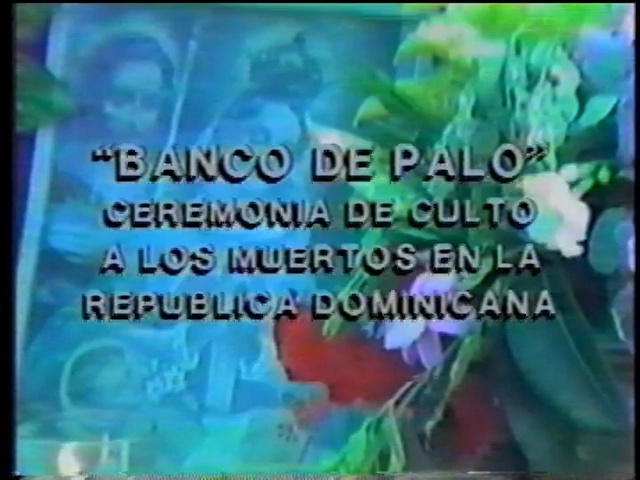 "BANCO DE PALO"
CEREMONIA DE CULTO
A LOS MUERTOS EN LA
REPUBLICA DOMINICANA